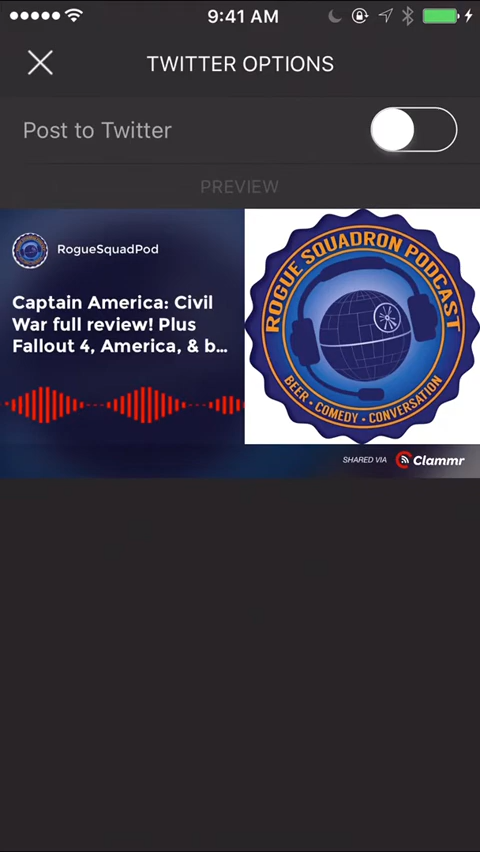 9:41 AM
TWITTER OPTIONS
Post to Twitter
PREVIEW
RogueSquadPod
Captain America: Civil
War full review! Plus
Fallout 4, America, & b...
ROGUE SQUADRON PODCAST
BEER • COMEDY • CONVERSATION
SHARED VIA Clammr